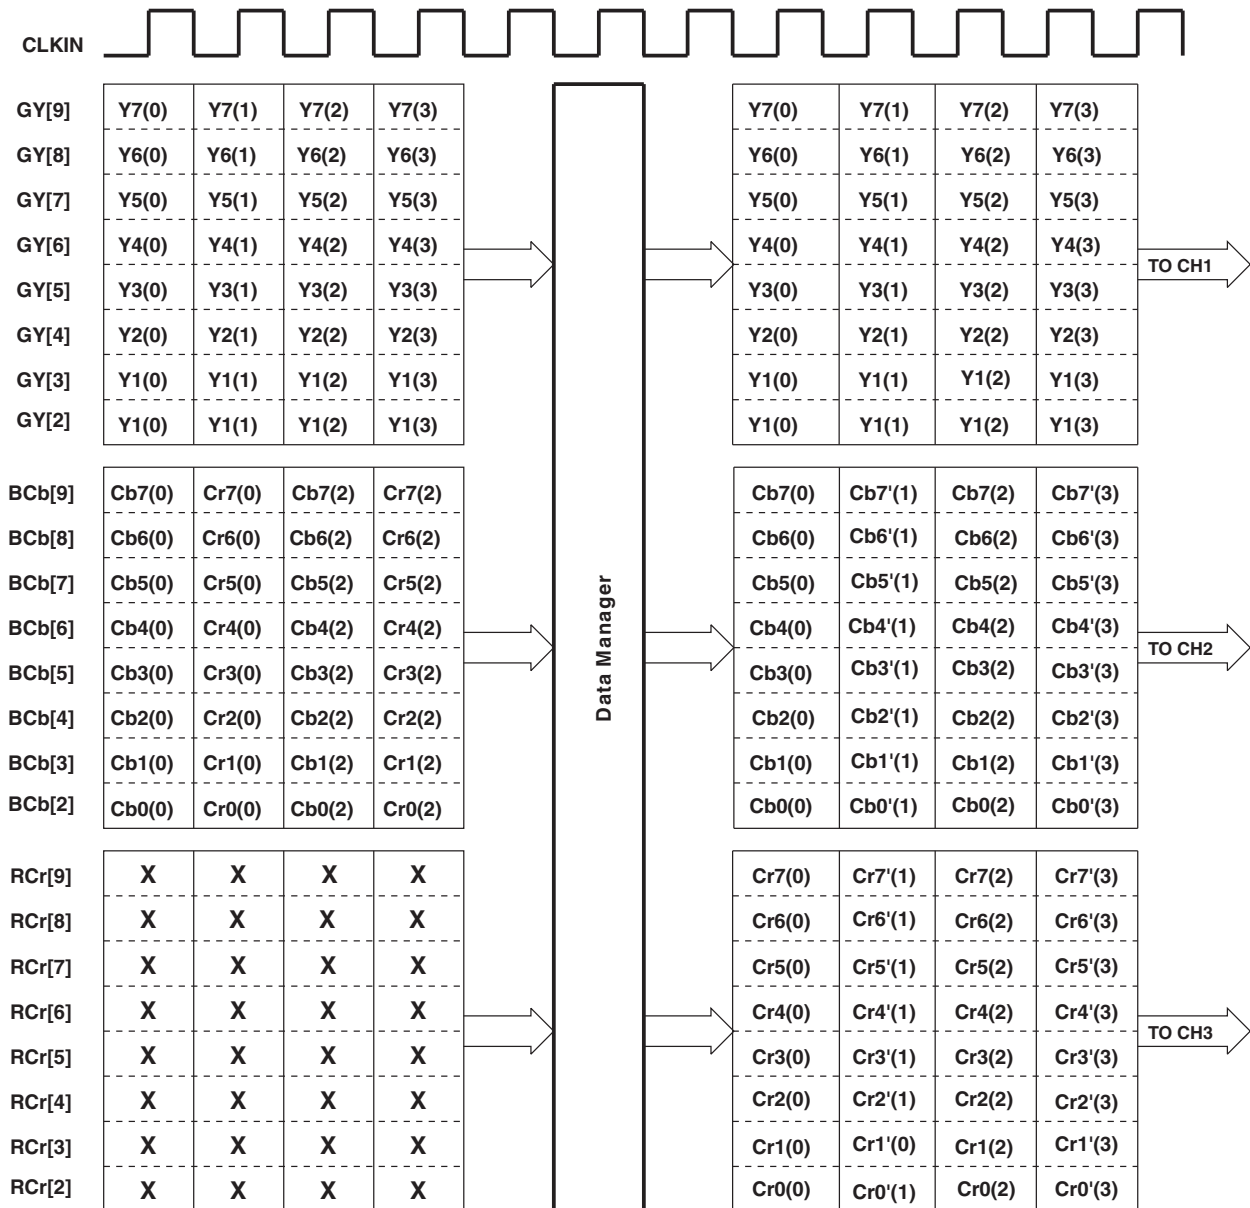 CLKIN
GY[9] Y7(0) Y7(1) Y7(2) Y7(3) Y7(0) Y7(1) Y7(2) Y7(3)
GY[8] Y6(0) Y6(1) Y6(2) Y6(3) Y6(0) Y6(1) Y6(2) Y6(3)
GY[7] Y5(0) Y5(1) Y5(2) Y5(3) Y5(0) Y5(1) Y5(2) Y5(3)
GY[6] Y4(0) Y4(1) Y4(2) Y4(3) Y4(0) Y4(1) Y4(2) Y4(3)
TO CH1
GY[5] Y3(0) Y3(1) Y3(2) Y3(3) Y3(0) Y3(1) Y3(2) Y3(3)
GY[4] Y2(0) Y2(1) Y2(2) Y2(3) Y2(0) Y2(1) Y2(2) Y2(3)
GY[3] Y1(0) Y1(1) Y1(2) Y1(3) Y1(0) Y1(1) Y1(2) Y1(3)
GY[2] Y1(0) Y1(1) Y1(2) Y1(3) Y1(0) Y1(1) Y1(2) Y1(3)
BCb[9] Cb7(0) Cr7(0) Cb7(2) Cr7(2) Cb7(0) Cb7'(1) Cb7(2) Cb7'(3)
BCb[8] Cb6(0) Cr6(0) Cb6(2) Cr6(2) Cb6(0) Cb6'(1) Cb6(2) Cb6'(3)
BCb[7] Cb5(0) Cr5(0) Cb5(2) Cr5(2) Cb5(0) Cb5'(1) Cb5(2) Cb5'(3)
BCb[6] Cb4(0) Cr4(0) Cb4(2) Cr4(2) Cb4(0) Cb4'(1) Cb4(2) Cb4'(3)
Data Manager
TO CH2
BCb[5] Cb3(0) Cr3(0) Cb3(2) Cr3(2) Cb3(0) Cb3'(1) Cb3(2) Cb3'(3)
BCb[4] Cb2(0) Cr2(0) Cb2(2) Cr2(2) Cb2(0) Cb2'(1) Cb2(2) Cb2'(3)
BCb[3] Cb1(0) Cr1(0) Cb1(2) Cr1(2) Cb1(0) Cb1'(1) Cb1(2) Cb1'(3)
BCb[2] Cb0(0) Cr0(0) Cb0(2) Cr0(2) Cb0(0) Cb0'(1) Cb0(2) Cb0'(3)
RCr[9] X X X X Cr7(0) Cr7'(1) Cr7(2) Cr7'(3)
RCr[8] X X X X Cr6(0) Cr6'(1) Cr6(2) Cr6'(3)
RCr[7] X X X X Cr5(0) Cr5'(1) Cr5(2) Cr5'(3)
RCr[6] X X X X Cr4(0) Cr4'(1) Cr4(2) Cr4'(3)
TO CH3
RCr[5] X X X X Cr3(0) Cr3'(1) Cr3(2) Cr3'(3)
RCr[4] X X X X Cr2(0) Cr2'(1) Cr2(2) Cr2'(3)
RCr[3] X X X X Cr1(0) Cr1'(0) Cr1(2) Cr1'(3)
RCr[2] X X X X Cr0(0) Cr0'(1) Cr0(2) Cr0'(3)